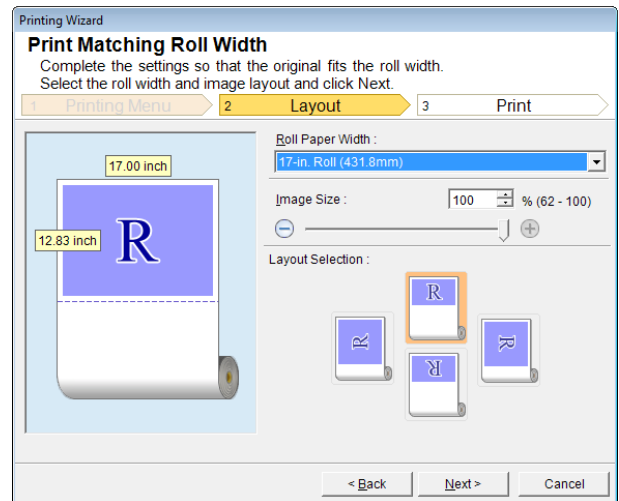 Printing Wizard
Print Matching Roll Width
Complete the settings so that the original fits the roll width.
Select the roll width and image layout and click Next.
1 Printing Menu 2 Layout 3 Print
Roll Paper Width :
17-in. Roll (431.8mm)
17.00 inch
12.83 inch
R
Image Size : 100 % (62 - 100)
Layout Selection :
R
R
R
R
< Back Next > Cancel